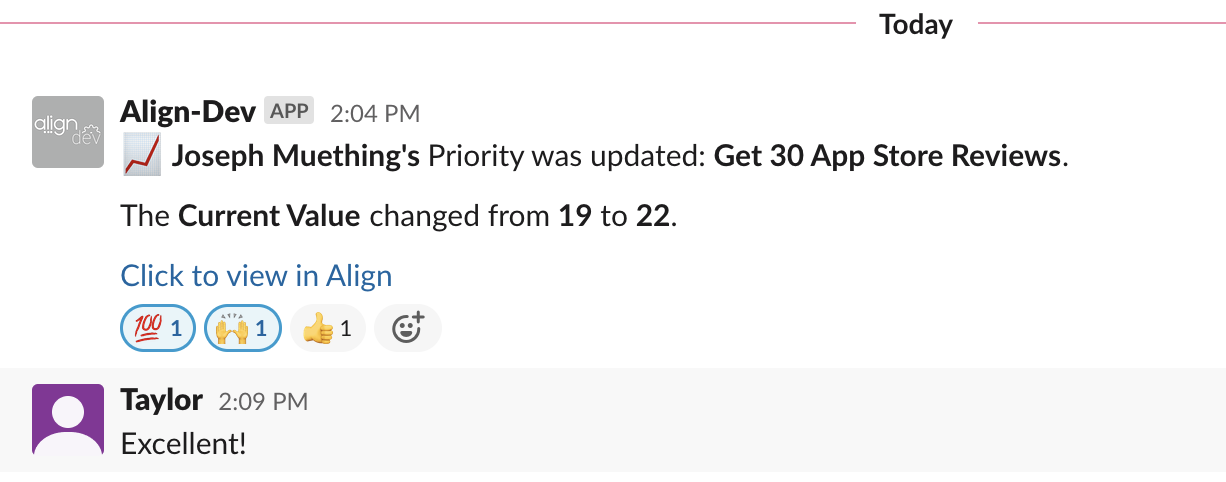 Today
align
dev
Align-Dev APP 2:04 PM
📈 Joseph Muething's Priority was updated: Get 30 App Store Reviews.
The Current Value changed from 19 to 22.
Click to view in Align
💯 1 🙌 1 👍 1
Taylor 2:09 PM
Excellent!